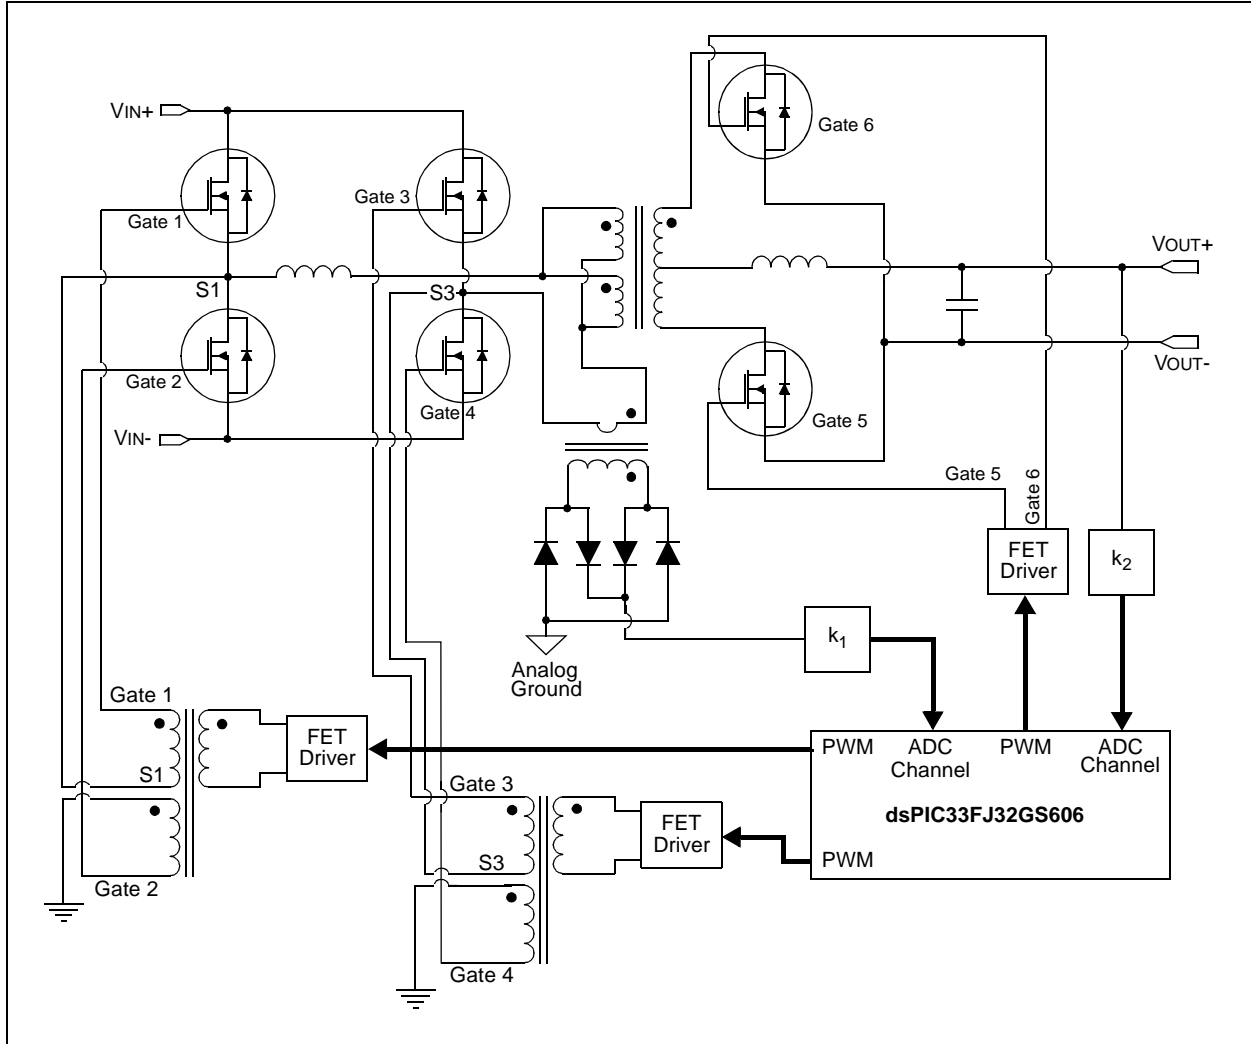 VIN+
Gate 6
Gate 3
Gate 1
VOUT+
S1
S3
VOUT-
Gate 2
Gate 4
Gate 5
VIN-
Gate 5
Gate 6
FET
Driver
k2
k1
Analog
Ground
Gate 1
FET
Driver
S1
PWM
ADC
Channel
PWM
ADC
Channel
Gate 3
dsPIC33FJ32GS606
FET
Driver
S3
PWM
Gate 2
Gate 4